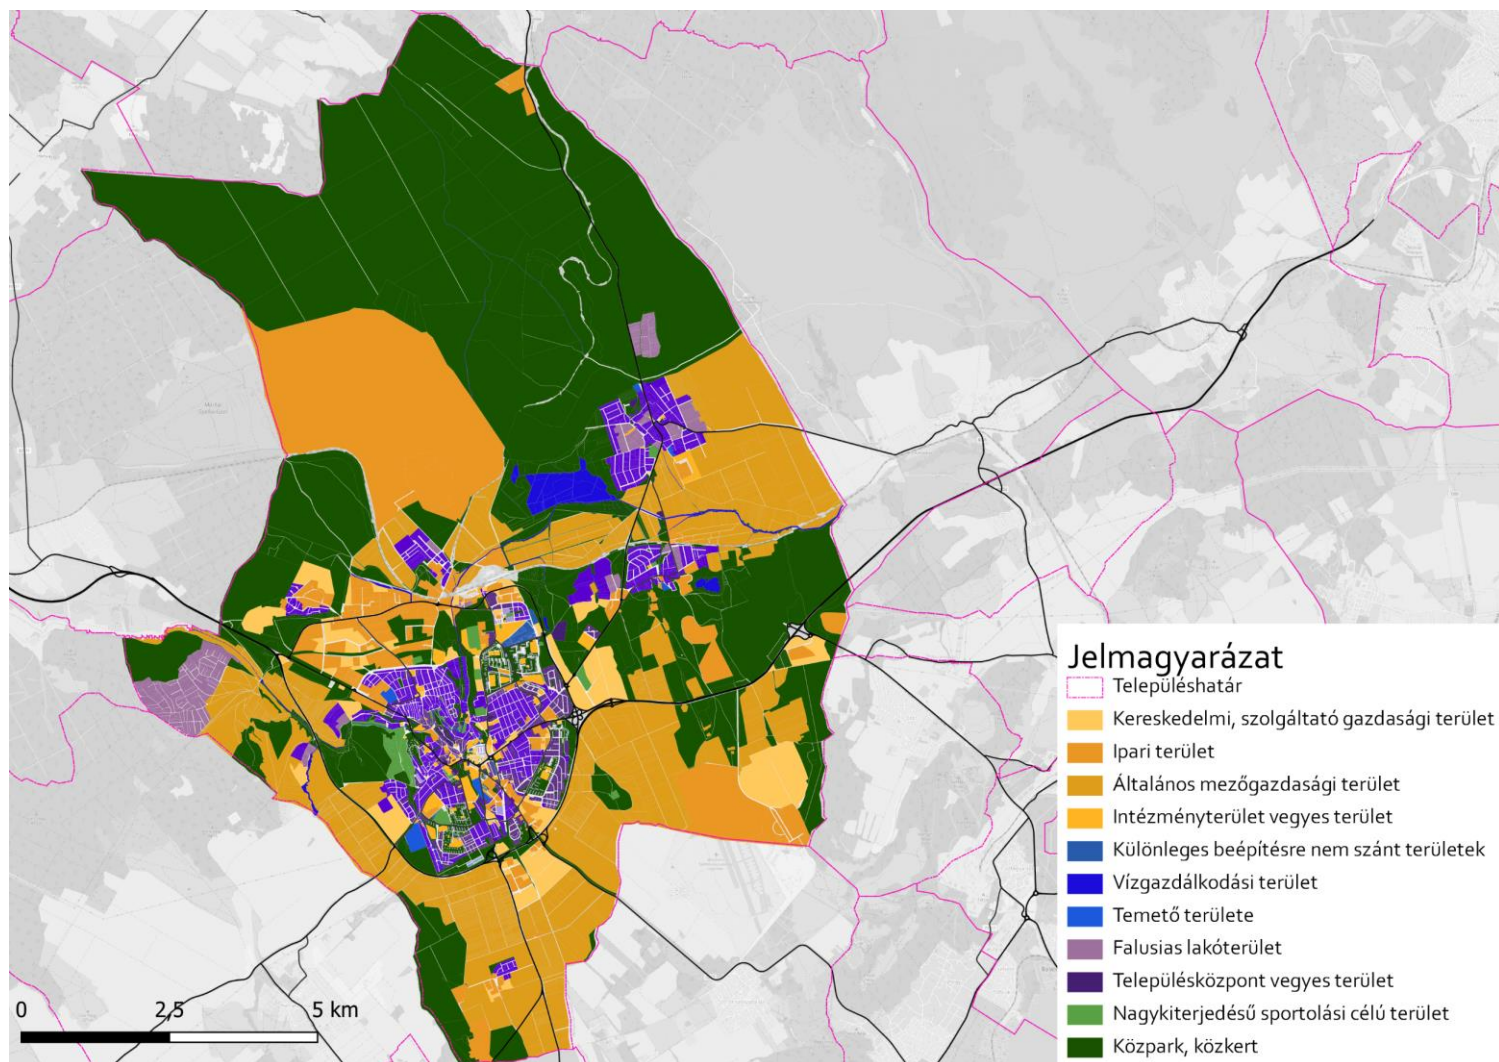 Jelmagyarázat
Településhatár
Kereskedelmi, szolgáltató gazdasági terület
Ipari terület
Általános mezőgazdasági terület
Intézményterület vegyes terület
Különleges beépítésre nem szánt területek
Vízgazdálkodási terület
Temető területe
Falusias lakóterület
Településközpont vegyes terület
Nagykiterjedésű sportolási célú terület
Közpark, közkert
0 2,5 5 km